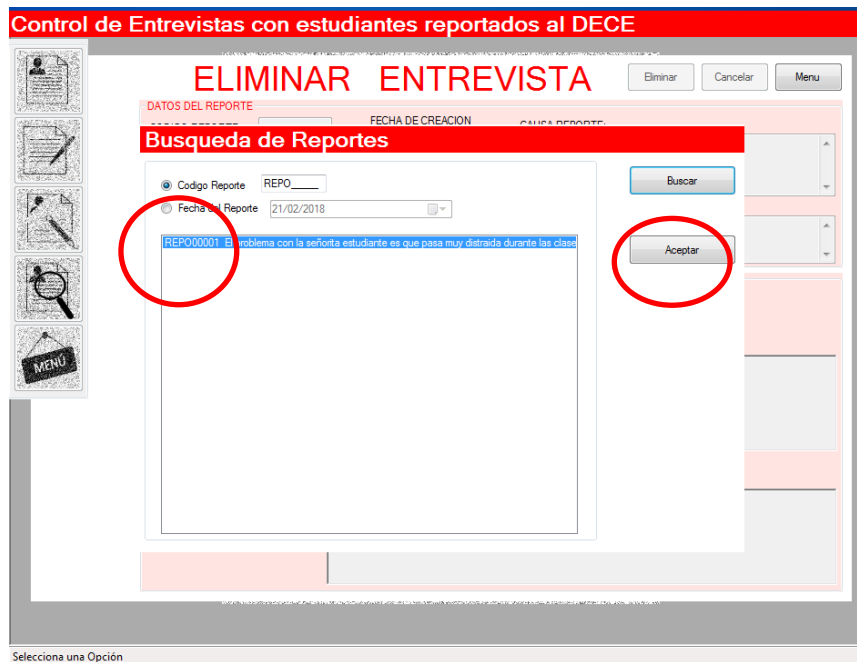 Control de Entrevistas con estudiantes reportados al DECE
ELIMINAR ENTREVISTA
Eliminar
Cancelar
Menu
DATOS DEL REPORTE
FECHA DE CREACION
Busqueda de Reportes
Codigo Reporte
REPO_____
Buscar
Fecha del Reporte
21/02/2018
REPO00001 El problema con la señorita estudiante es que pasa muy distraida durante las clase
Aceptar
MENÚ
Selecciona una Opción